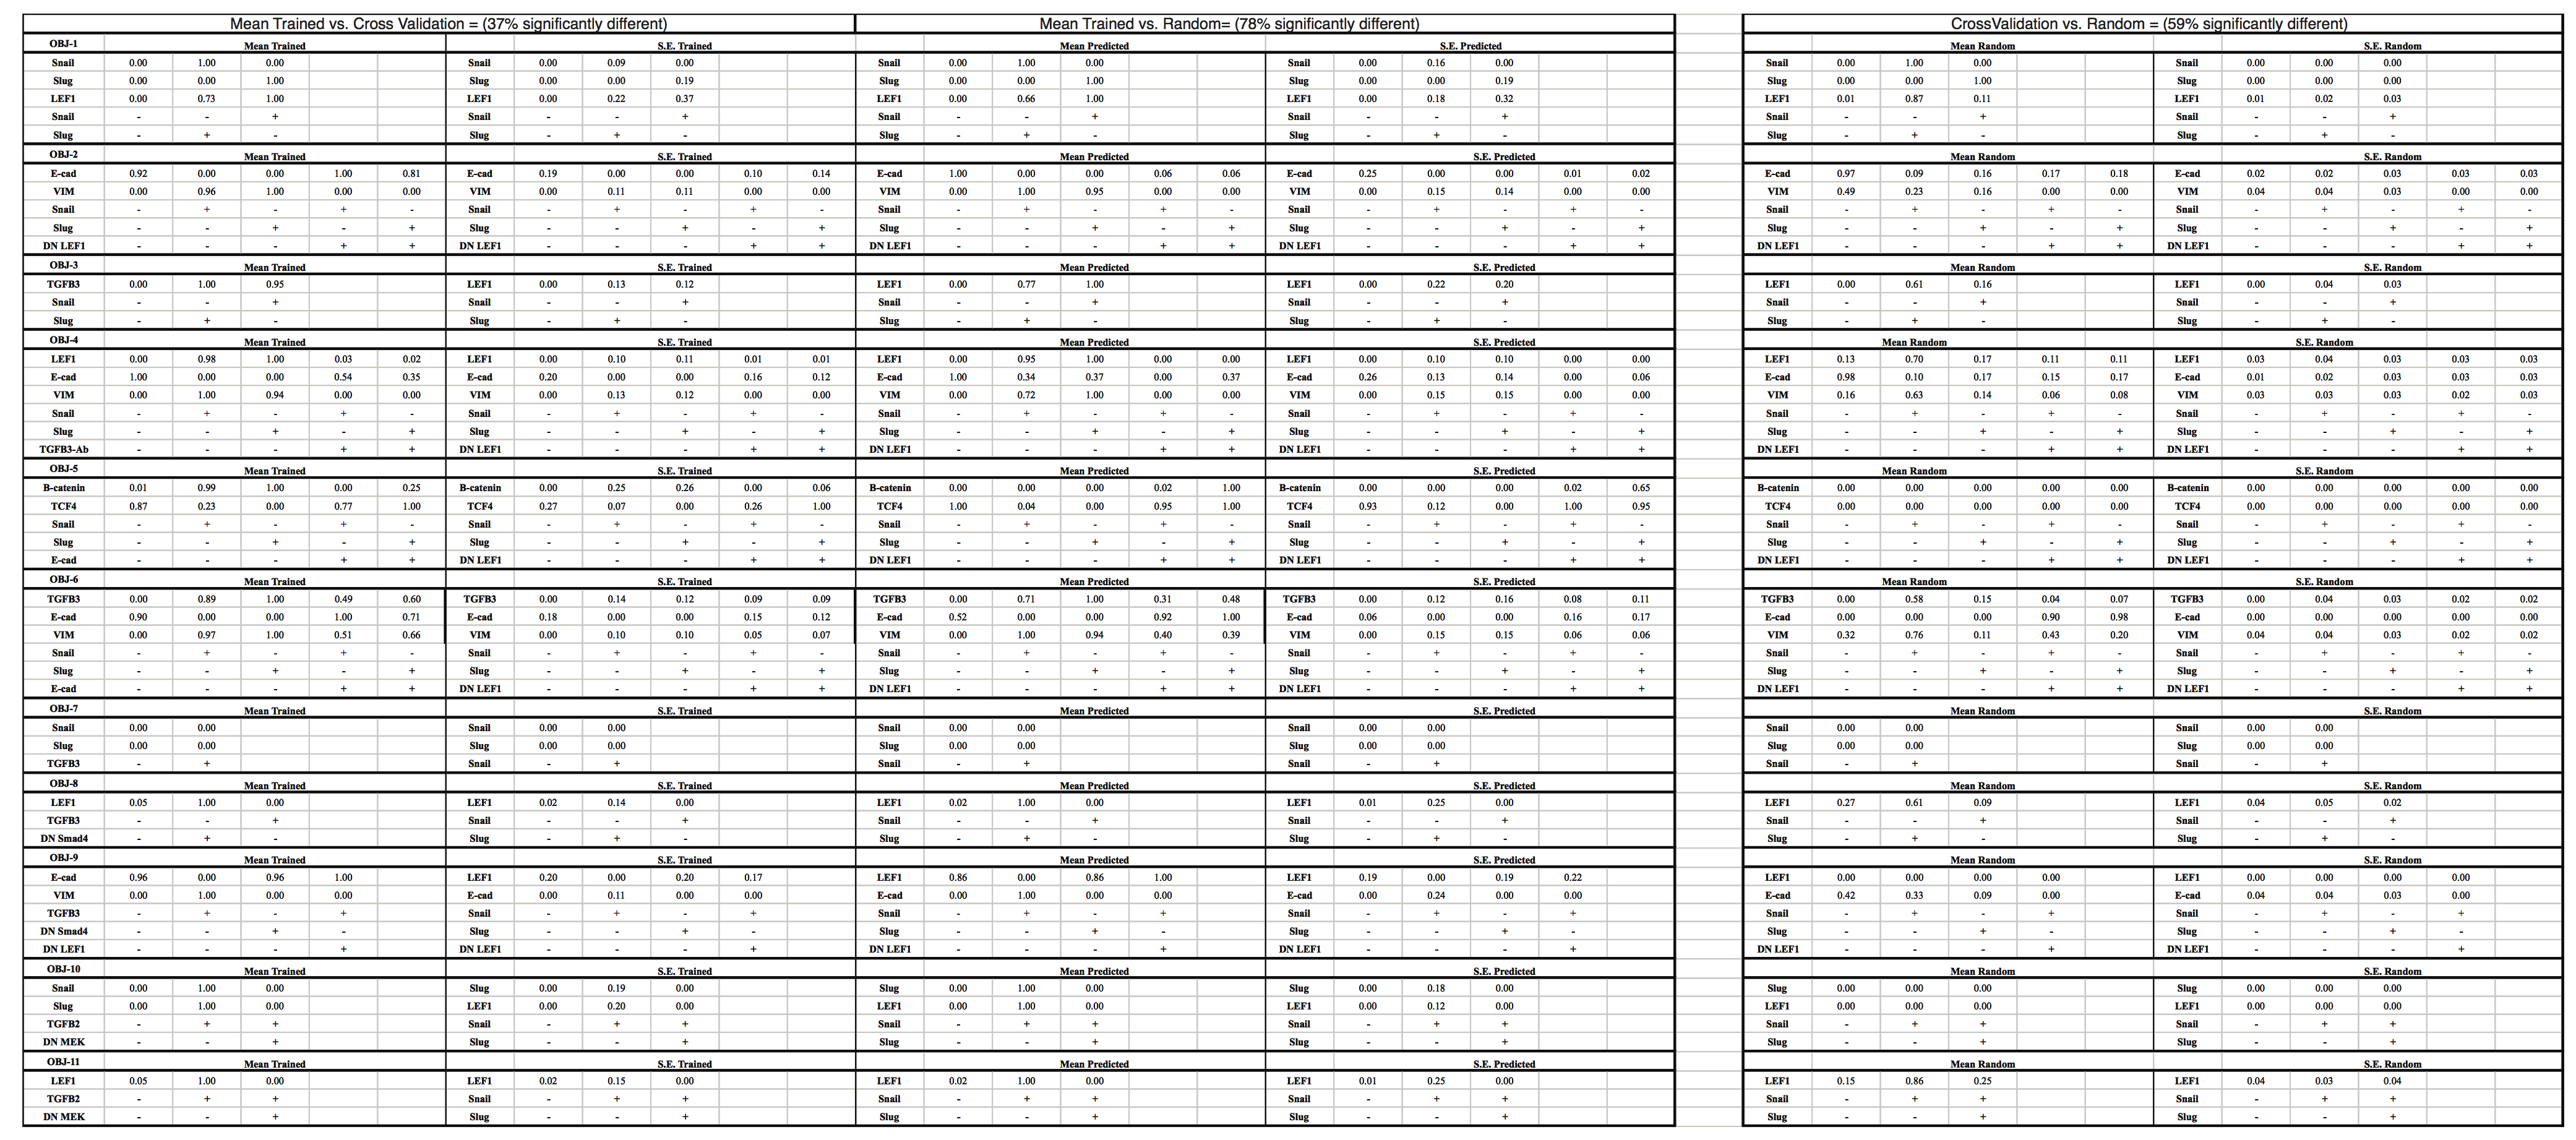 Mean Trained vs. Cross Validation = (37% significantly different) Mean Trained vs. Random= (78% significantly different) CrossValidation vs. Random = (59% significantly different)
OBJ-1 Mean Trained S.E. Trained Mean Predicted S.E. Predicted Mean Random S.E. Random
Snail 0.00 1.00 0.00 Snail 0.00 0.09 0.00 Snail 0.00 1.00 0.00 Snail 0.00 0.16 0.00 Snail 0.00 1.00 0.00 Snail 0.00 0.00 0.00
Slug 0.00 0.00 1.00 Slug 0.00 0.00 0.19 Slug 0.00 0.00 1.00 Slug 0.00 0.00 0.19 Slug 0.00 0.00 1.00 Slug 0.00 0.00 0.00
LEF1 0.00 0.73 1.00 LEF1 0.00 0.22 0.37 LEF1 0.00 0.66 1.00 LEF1 0.00 0.18 0.32 LEF1 0.01 0.87 0.11 LEF1 0.01 0.02 0.03
Snail - - + Snail - - + Snail - - + Snail - - + Snail - - + Snail - - +
Slug - + - Slug - + - Slug - + - Slug - + - Slug - + - Slug - + -
OBJ-2 Mean Trained S.E. Trained Mean Predicted S.E. Predicted Mean Random S.E. Random
E-cad 0.92 0.00 0.00 1.00 0.81 E-cad 0.19 0.00 0.00 0.10 0.14 E-cad 1.00 0.00 0.00 0.06 0.06 E-cad 0.25 0.00 0.00 0.01 0.02 E-cad 0.97 0.09 0.16 0.17 0.18 E-cad 0.02 0.02 0.03 0.03 0.03
VIM 0.00 0.96 1.00 0.00 0.00 VIM 0.00 0.11 0.11 0.00 0.00 VIM 0.00 1.00 0.95 0.00 0.00 VIM 0.00 0.15 0.14 0.00 0.00 VIM 0.49 0.23 0.16 0.00 0.00 VIM 0.04 0.04 0.03 0.00 0.00
Snail - + - + - Snail - + - + - Snail - + - + - Snail - + - + - Snail - + - + - Snail - + - + -
Slug - - + - + Slug - - + - + Slug - - + - + Slug - - + - + Slug - - + - + Slug - - + - +
DN LEF1 - - - + + DN LEF1 - - - + + DN LEF1 - - - + + DN LEF1 - - - + + DN LEF1 - - - + + DN LEF1 - - - + +
OBJ-3 Mean Trained S.E. Trained Mean Predicted S.E. Predicted Mean Random S.E. Random
TGFB3 0.00 1.00 0.95 LEF1 0.00 0.13 0.12 LEF1 0.00 0.77 1.00 LEF1 0.00 0.22 0.20 LEF1 0.00 0.61 0.16 LEF1 0.00 0.04 0.03
Snail - - + Snail - - + Snail - - + Snail - - + Snail - - + Snail - - +
Slug - + - Slug - + - Slug - + - Slug - + - Slug - + - Slug - + -
OBJ-4 Mean Trained S.E. Trained Mean Predicted S.E. Predicted Mean Random S.E. Random
LEF1 0.00 0.98 1.00 0.03 0.02 LEF1 0.00 0.10 0.11 0.01 0.01 LEF1 0.00 0.95 1.00 0.00 0.00 LEF1 0.00 0.10 0.10 0.00 0.00 LEF1 0.13 0.70 0.17 0.11 0.11 LEF1 0.03 0.04 0.03 0.03 0.03
E-cad 1.00 0.00 0.00 0.54 0.35 E-cad 0.20 0.00 0.00 0.16 0.12 E-cad 1.00 0.34 0.37 0.00 0.37 E-cad 0.26 0.13 0.14 0.00 0.06 E-cad 0.98 0.10 0.17 0.15 0.17 E-cad 0.01 0.02 0.03 0.03 0.03
VIM 0.00 1.00 0.94 0.00 0.00 VIM 0.00 0.13 0.12 0.00 0.00 VIM 0.00 0.72 1.00 0.00 0.00 VIM 0.00 0.15 0.15 0.00 0.00 VIM 0.16 0.63 0.14 0.06 0.08 VIM 0.03 0.03 0.03 0.02 0.03
Snail - + - + - Snail - + - + - Snail - + - + - Snail - + - + - Snail - + - + - Snail - + - + -
Slug - - + - + Slug - - + - + Slug - - + - + Slug - - + - + Slug - - + - + Slug - - + - +
TGFB3-Ab - - - + + DN LEF1 - - - + + DN LEF1 - - - + + DN LEF1 - - - + + DN LEF1 - - - + + DN LEF1 - - - + +
OBJ-5 Mean Trained S.E. Trained Mean Predicted S.E. Predicted Mean Random S.E. Random
B-catenin 0.01 0.99 1.00 0.00 0.25 B-catenin 0.00 0.25 0.26 0.00 0.06 B-catenin 0.00 0.00 0.00 0.02 1.00 B-catenin 0.00 0.00 0.00 0.02 0.65 B-catenin 0.00 0.00 0.00 0.00 0.00 B-catenin 0.00 0.00 0.00 0.00 0.00
TCF4 0.87 0.23 0.00 0.77 1.00 TCF4 0.27 0.07 0.00 0.26 1.00 TCF4 1.00 0.04 0.00 0.95 1.00 TCF4 0.93 0.12 0.00 1.00 0.95 TCF4 0.00 0.00 0.00 0.00 0.00 TCF4 0.00 0.00 0.00 0.00 0.00
Snail - + - + - Snail - + - + - Snail - + - + - Snail - + - + - Snail - + - + - Snail - + - + -
Slug - - + - + Slug - - + - + Slug - - + - + Slug - - + - + Slug - - + - + Slug - - + - +
E-cad - - - + + DN LEF1 - - - + + DN LEF1 - - - + + DN LEF1 - - - + + DN LEF1 - - - + + DN LEF1 - - - + +
OBJ-6 Mean Trained S.E. Trained Mean Predicted S.E. Predicted Mean Random S.E. Random
TGFB3 0.00 0.89 1.00 0.49 0.60 TGFB3 0.00 0.14 0.12 0.09 0.09 TGFB3 0.00 0.71 1.00 0.31 0.48 TGFB3 0.00 0.12 0.16 0.08 0.11 TGFB3 0.00 0.58 0.15 0.04 0.07 TGFB3 0.00 0.04 0.03 0.02 0.02
E-cad 0.90 0.00 0.00 1.00 0.71 E-cad 0.18 0.00 0.00 0.15 0.12 E-cad 0.52 0.00 0.00 0.92 1.00 E-cad 0.06 0.00 0.00 0.16 0.17 E-cad 0.00 0.00 0.00 0.90 0.98 E-cad 0.00 0.00 0.00 0.00 0.00
VIM 0.00 0.97 1.00 0.51 0.66 VIM 0.00 0.10 0.10 0.05 0.07 VIM 0.00 1.00 0.94 0.40 0.39 VIM 0.00 0.15 0.15 0.06 0.06 VIM 0.32 0.76 0.11 0.43 0.20 VIM 0.04 0.04 0.03 0.02 0.02
Snail - + - + - Snail - + - + - Snail - + - + - Snail - + - + - Snail - + - + - Snail - + - + -
Slug - - + - + Slug - - + - + Slug - - + - + Slug - - + - + Slug - - + - + Slug - - + - +
E-cad - - - + + DN LEF1 - - - + + DN LEF1 - - - + + DN LEF1 - - - + + DN LEF1 - - - + + DN LEF1 - - - + +
OBJ-7 Mean Trained S.E. Trained Mean Predicted S.E. Predicted Mean Random S.E. Random
Snail 0.00 0.00 Snail 0.00 0.00 Snail 0.00 0.00 Snail 0.00 0.00 Snail 0.00 0.00 Snail 0.00 0.00
Slug 0.00 0.00 Slug 0.00 0.00 Slug 0.00 0.00 Slug 0.00 0.00 Slug 0.00 0.00 Slug 0.00 0.00
TGFB3 - + Snail - + Snail - + Snail - + Snail - + Snail - +
OBJ-8 Mean Trained S.E. Trained Mean Predicted S.E. Predicted Mean Random S.E. Random
LEF1 0.05 1.00 0.00 LEF1 0.02 0.14 0.00 LEF1 0.02 1.00 0.00 LEF1 0.01 0.25 0.00 LEF1 0.27 0.61 0.09 LEF1 0.04 0.05 0.02
TGFB3 - - + Snail - - + Snail - - + Snail - - + Snail - - + Snail - - +
DN Smad4 - + - Slug - + - Slug - + - Slug - + - Slug - + - Slug - + -
OBJ-9 Mean Trained S.E. Trained Mean Predicted S.E. Predicted Mean Random S.E. Random
E-cad 0.96 0.00 0.96 1.00 LEF1 0.20 0.00 0.20 0.17 LEF1 0.86 0.00 0.86 1.00 LEF1 0.19 0.00 0.19 0.22 LEF1 0.00 0.00 0.00 0.00 LEF1 0.00 0.00 0.00 0.00
VIM 0.00 1.00 0.00 0.00 E-cad 0.00 0.11 0.00 0.00 E-cad 0.00 1.00 0.00 0.00 E-cad 0.00 0.24 0.00 0.00 E-cad 0.42 0.33 0.09 0.00 E-cad 0.04 0.04 0.03 0.00
TGFB3 - + - + Snail - + - + Snail - + - + Snail - + - + Snail - + - + Snail - + - +
DN Smad4 - - + - Slug - - + - Slug - - + - Slug - - + - Slug - - + - Slug - - + -
DN LEF1 - - - + DN LEF1 - - - + DN LEF1 - - - + DN LEF1 - - - + DN LEF1 - - - + DN LEF1 - - - +
OBJ-10 Mean Trained S.E. Trained Mean Predicted S.E. Predicted Mean Random S.E. Random
Snail 0.00 1.00 0.00 Slug 0.00 0.19 0.00 Slug 0.00 1.00 0.00 Slug 0.00 0.18 0.00 Slug 0.00 0.00 0.00 Slug 0.00 0.00 0.00
Slug 0.00 1.00 0.00 LEF1 0.00 0.20 0.00 LEF1 0.00 1.00 0.00 LEF1 0.00 0.12 0.00 LEF1 0.00 0.00 0.00 LEF1 0.00 0.00 0.00
TGFB2 - + + Snail - + + Snail - + + Snail - + + Snail - + + Snail - + +
DN MEK - - + Slug - - + Slug - - + Slug - - + Slug - - + Slug - - +
OBJ-11 Mean Trained S.E. Trained Mean Predicted S.E. Predicted Mean Random S.E. Random
LEF1 0.05 1.00 0.00 LEF1 0.02 0.15 0.00 LEF1 0.02 1.00 0.00 LEF1 0.01 0.25 0.00 LEF1 0.15 0.86 0.25 LEF1 0.04 0.03 0.04
TGFB2 - + + Snail - + + Snail - + + Snail - + + Snail - + + Snail - + +
DN MEK - - + Slug - - + Slug - - + Slug - - + Slug - - + Slug - - +